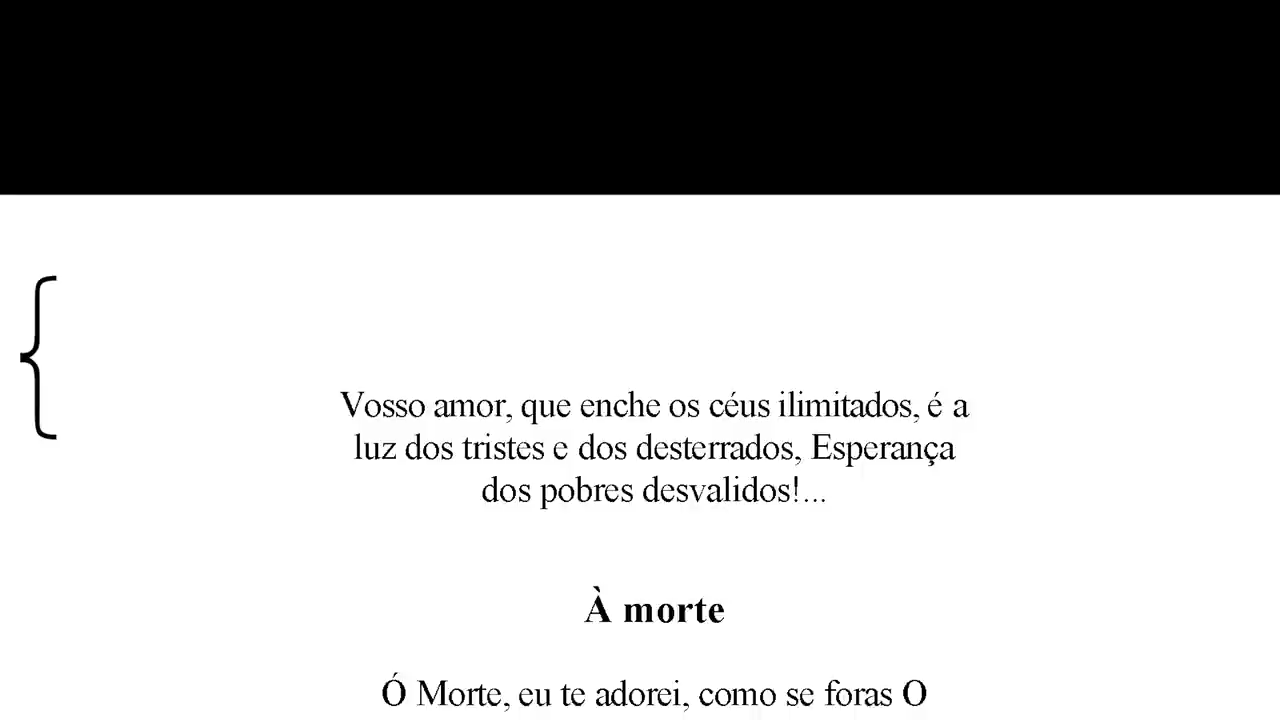 Vosso amor, que enche os céus ilimitados, é a
luz dos tristes e dos desterrados, Esperança
dos pobres desvalidos!...
À morte
Ó Morte, eu te adorei, como se foras O